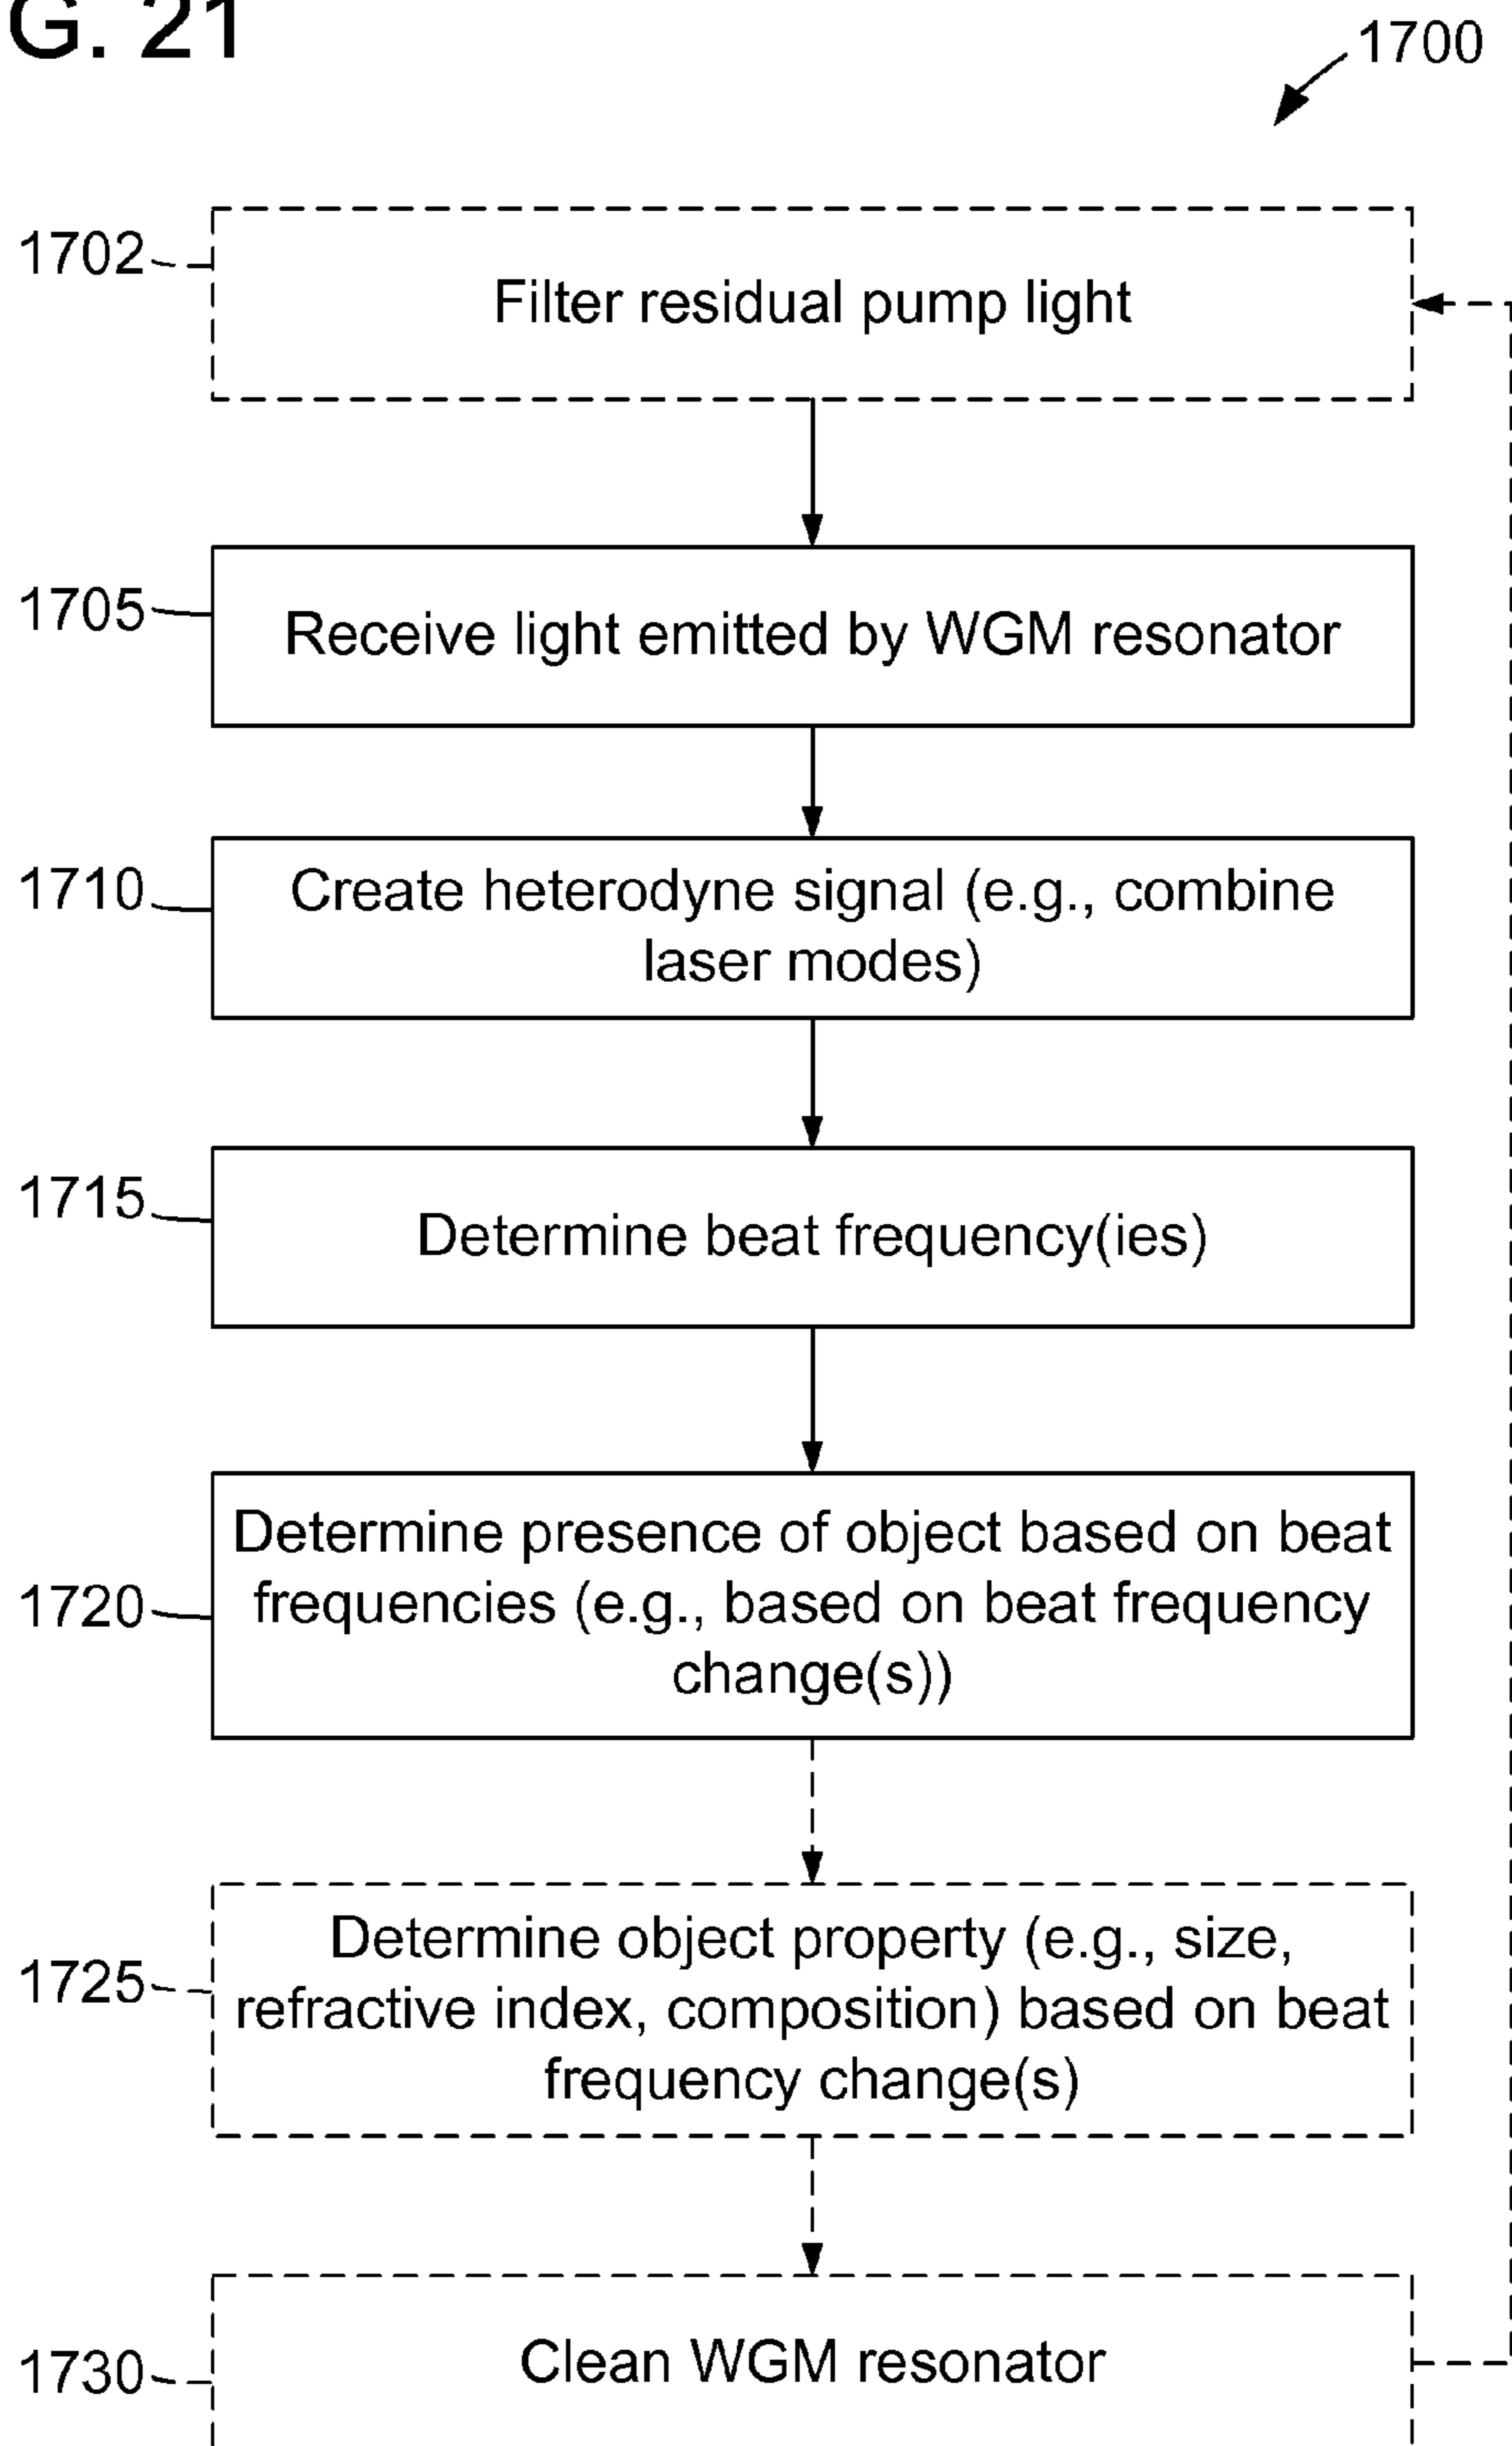 G. 21
1700
1702
Filter residual pump light
1705
Receive light emitted by WGM resonator
1710
Create heterodyne signal (e.g., combine
laser modes)
1715
Determine beat frequency(ies)
1720
Determine presence of object based on beat
frequencies (e.g., based on beat frequency
change(s))
1725
Determine object property (e.g., size,
refractive index, composition) based on beat
frequency change(s)
1730
Clean WGM resonator